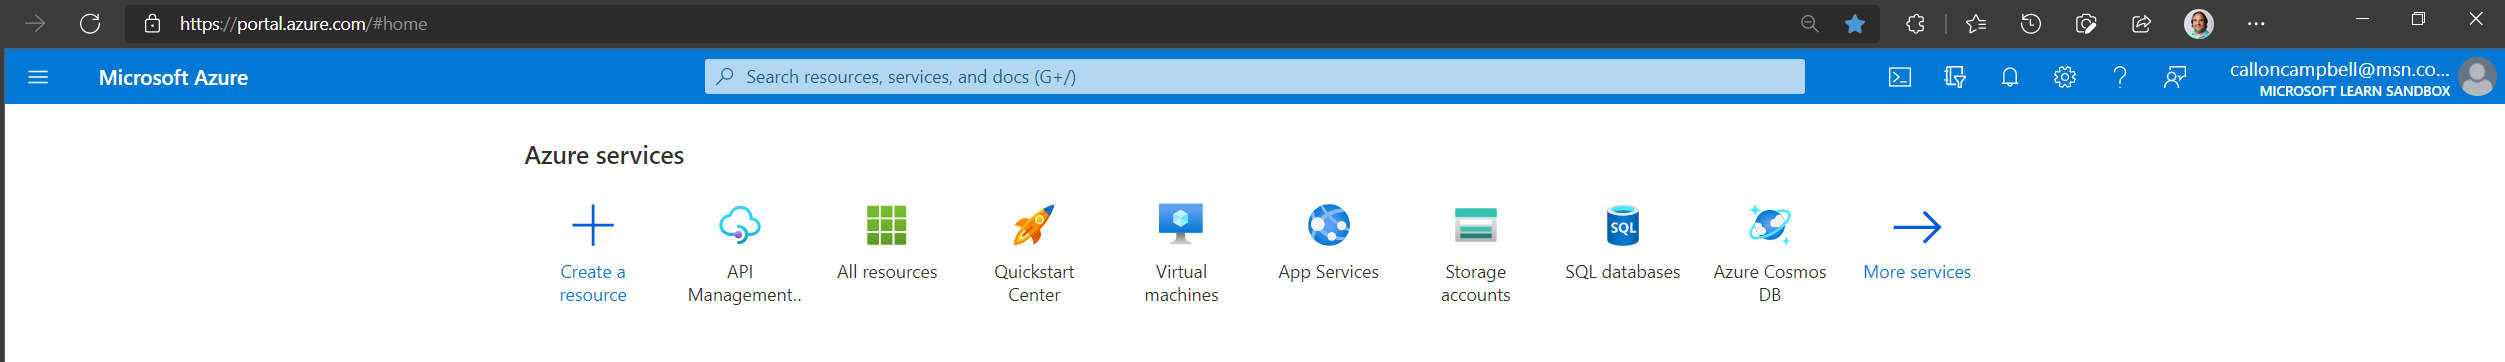 https://portal.azure.com/#home
Microsoft Azure
Search resources, services, and docs (G+/)
calloncampbell@msn.co...
MICROSOFT LEARN SANDBOX
Azure services
Create a
resource
API
Management..
All resources
Quickstart
Center
Virtual
machines
App Services
Storage
accounts
SQL
SQL databases
Azure Cosmos
DB
More services